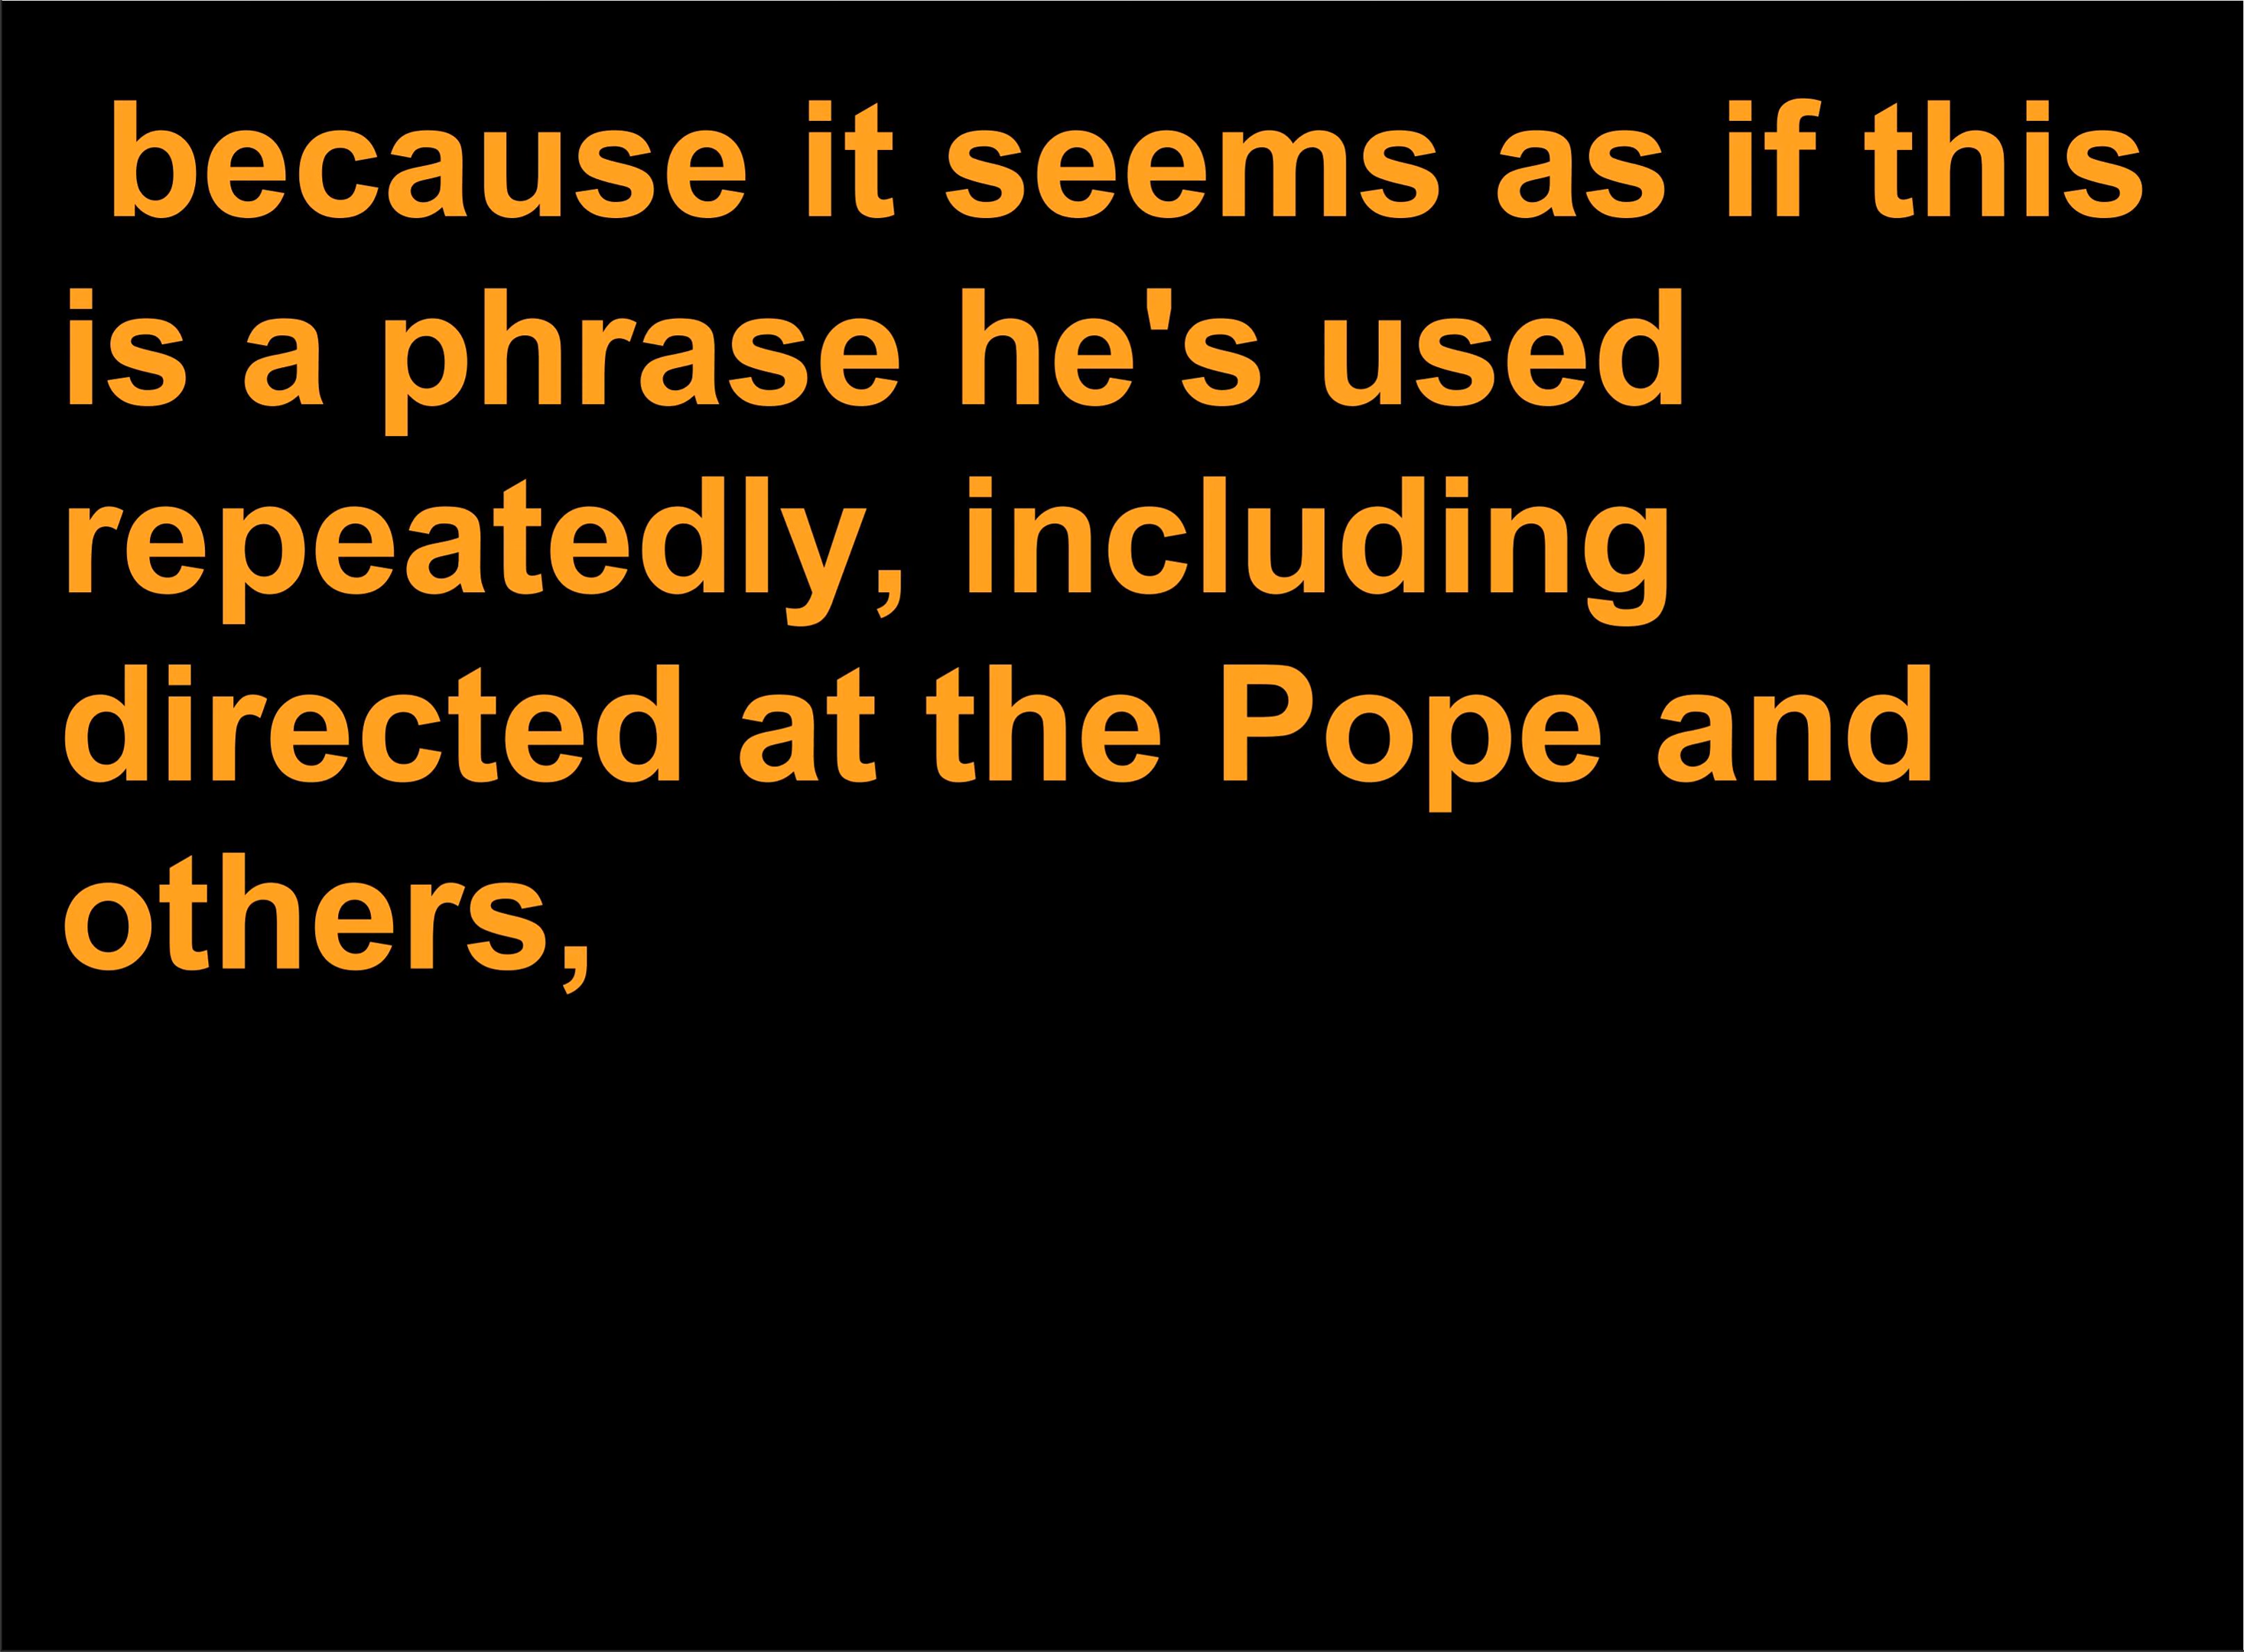 because it seems as if this
is a phrase he's used
repeatedly, including
directed at the Pope and
others,